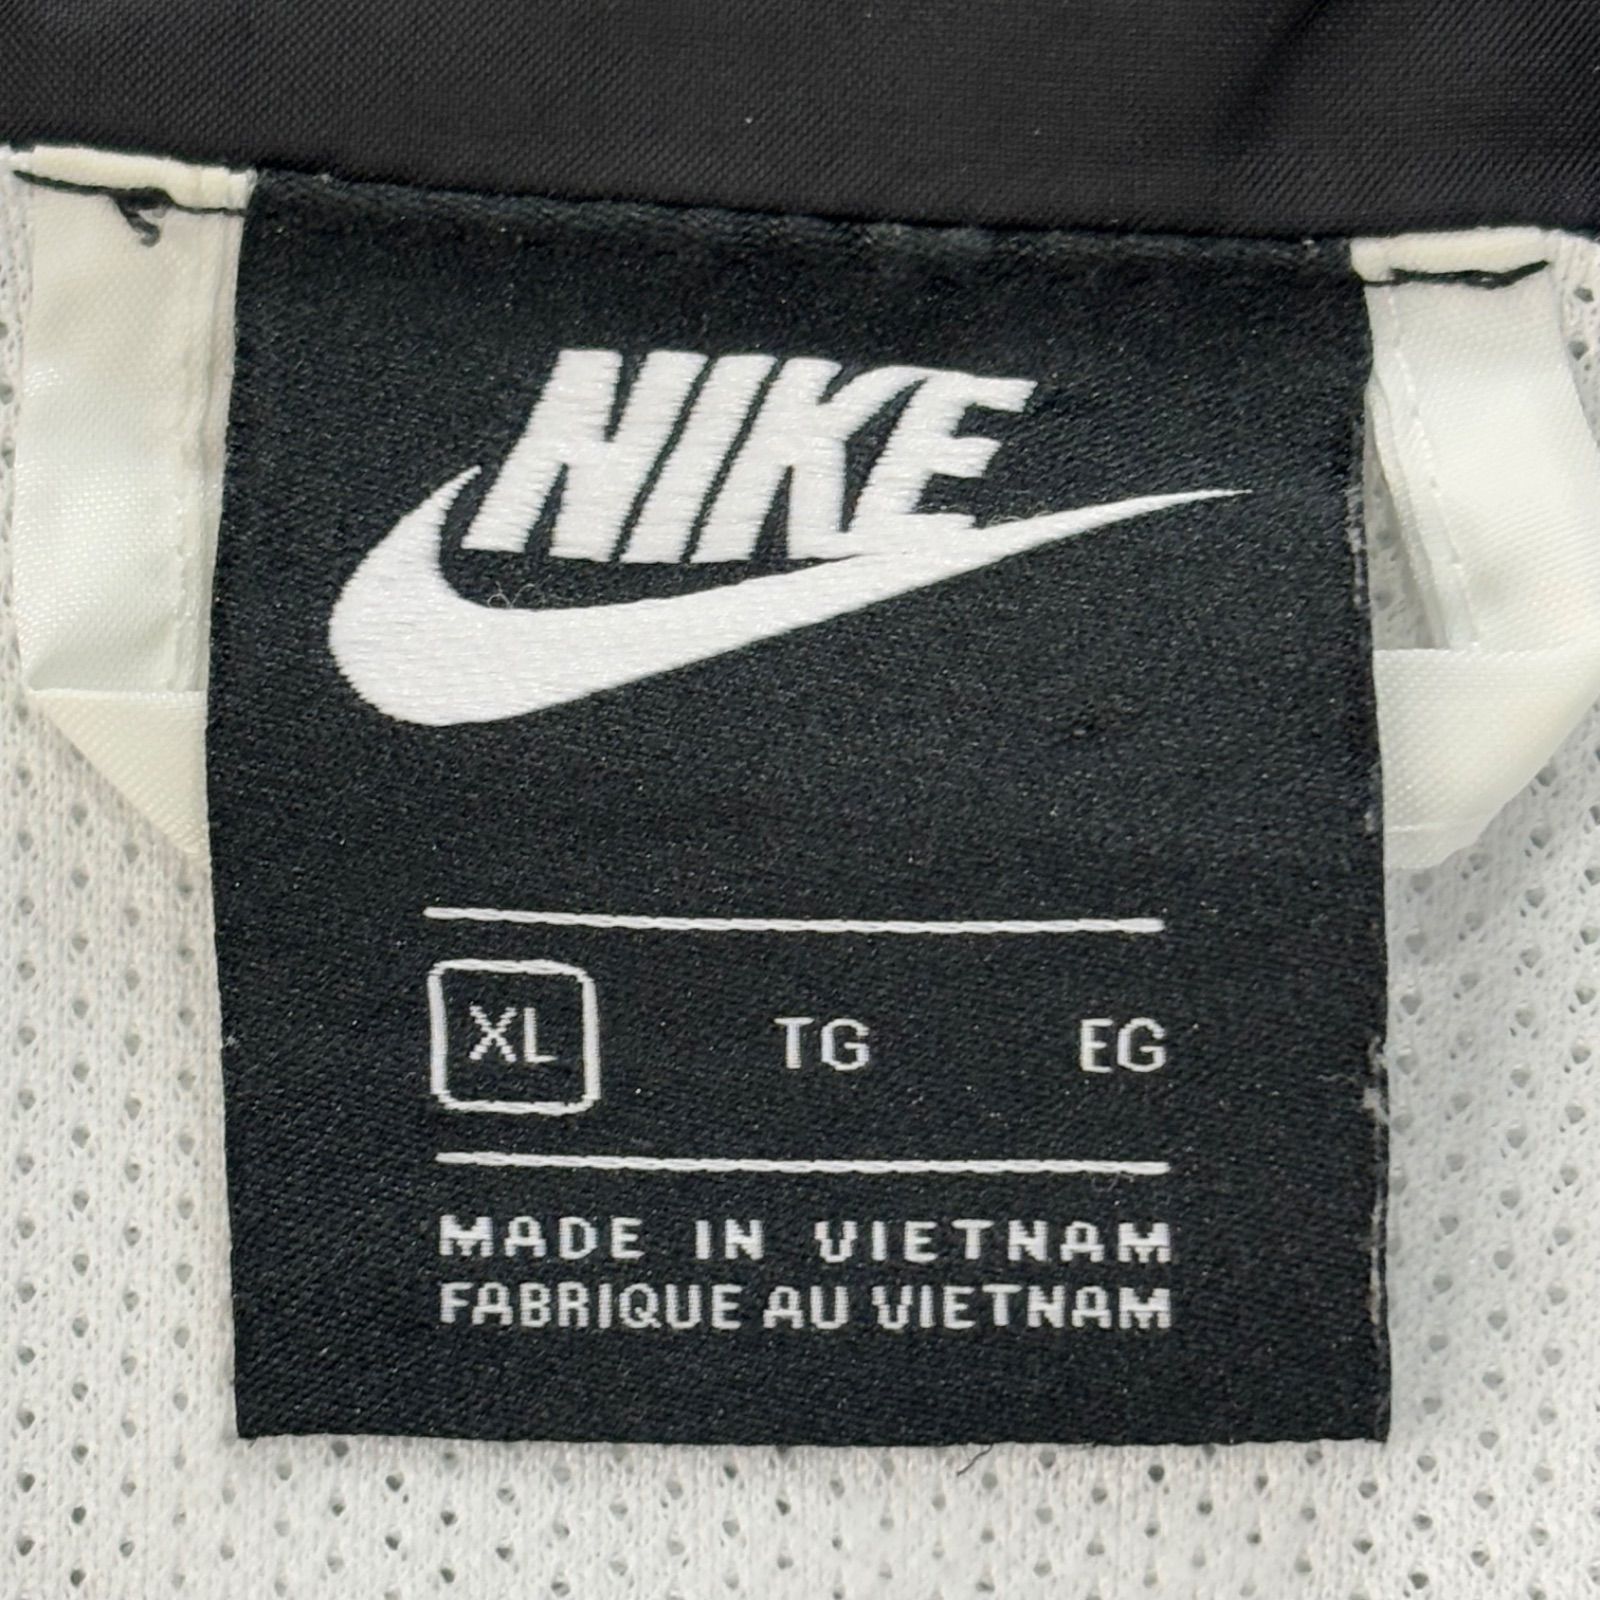 NIKE
XL TG EG
MADE IN VIETNAM
FABRIQUE AU VIETNAM